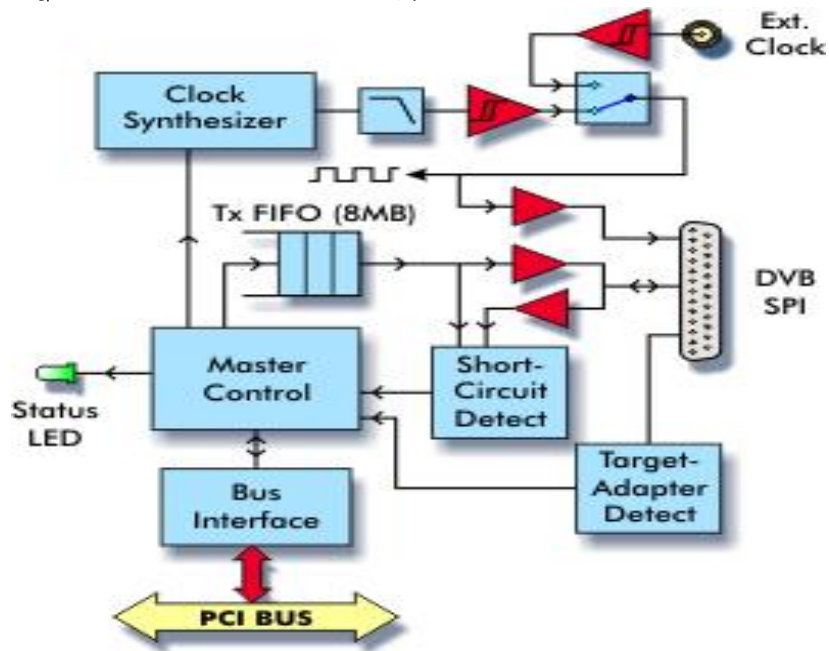 Ext.
Clock
Clock
Synthesizer
Tx FIFO (8MB)
DVB
SPI
Master
Control
Short-
Circuit
Detect
Status
LED
Target-
Adapter
Detect
Bus
Interface
PCI BUS